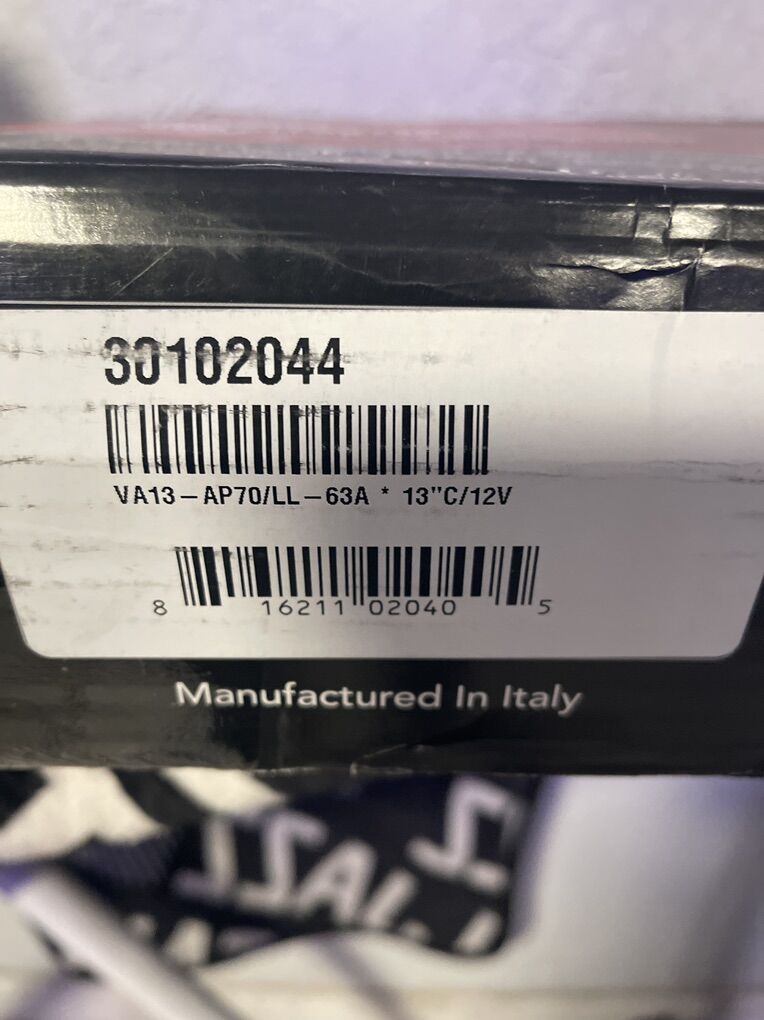 30102044
VA13-AP70/LL-63A * 13"C/12V
8 16211 02040 5
Manufactured In Italy